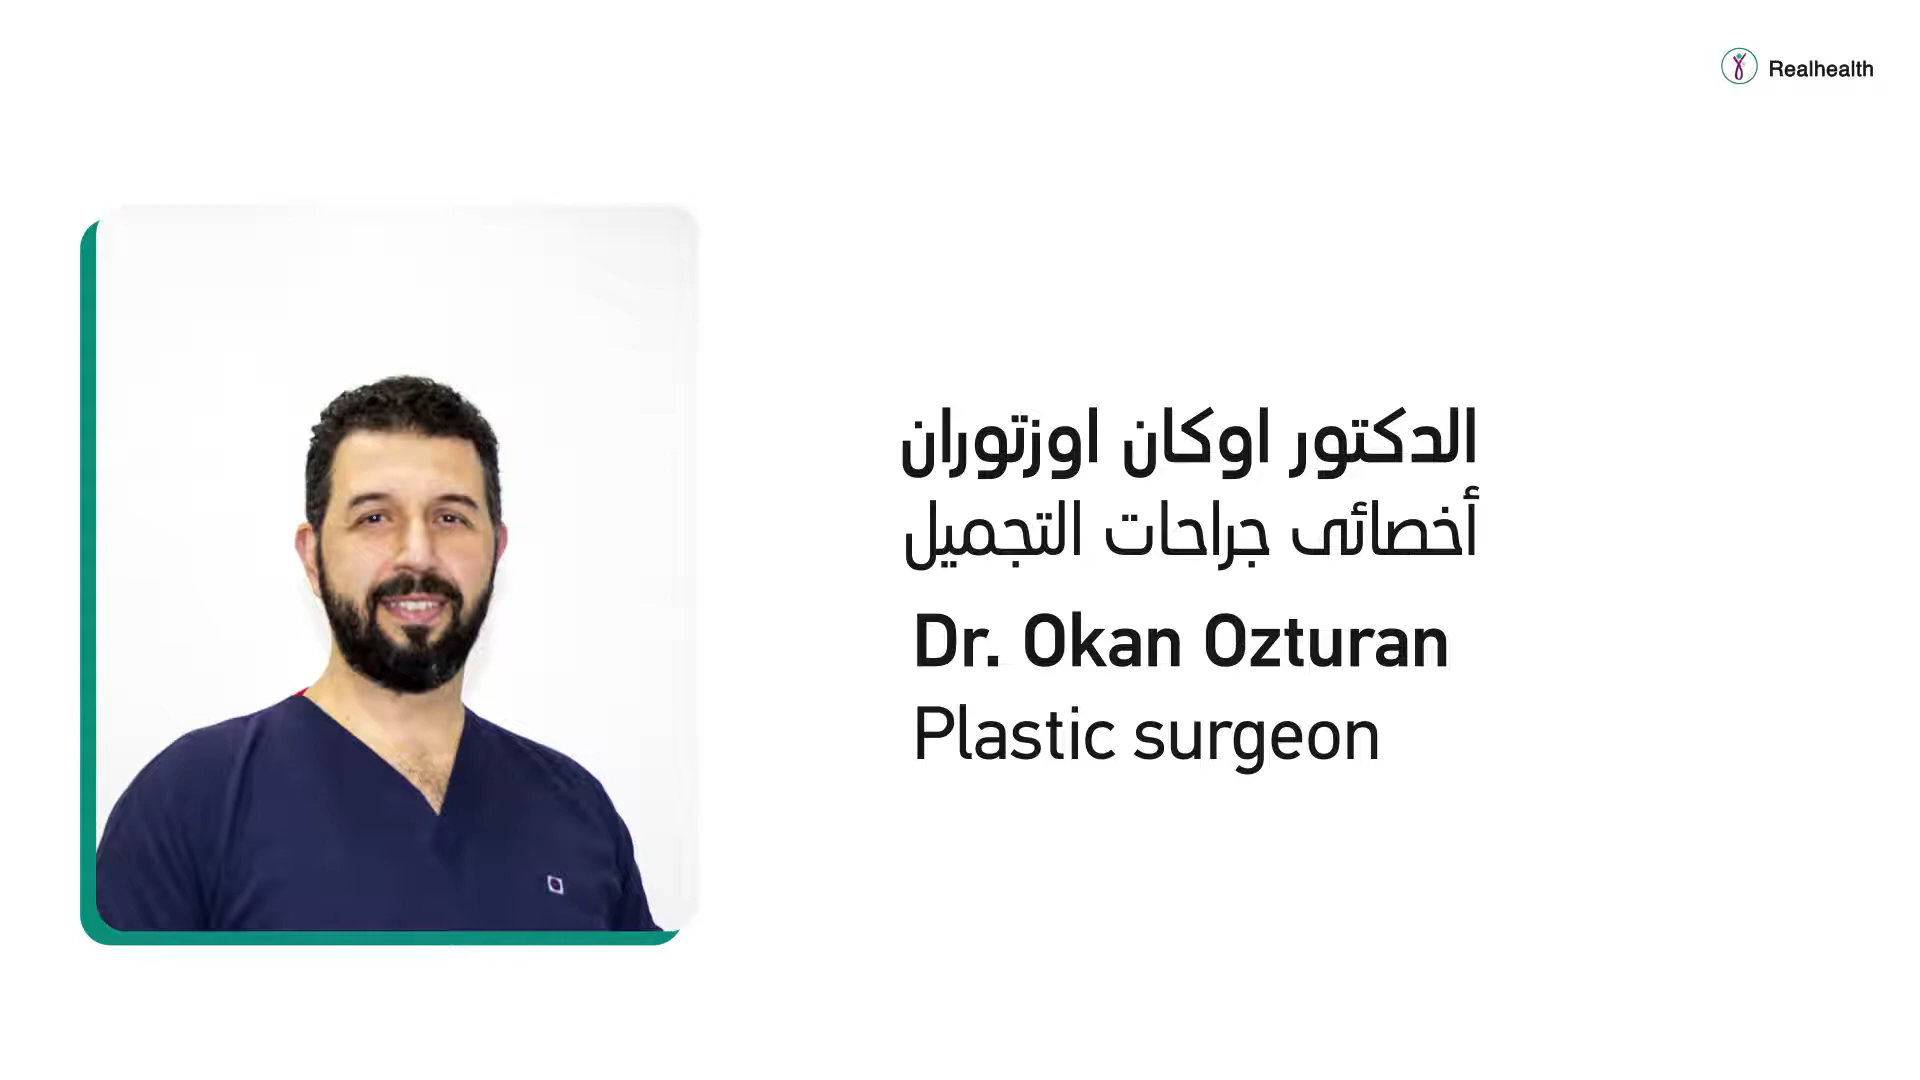 Realhealth
الدكتور اوكان اوزتوران
أخصائى جراحات التجميل
Dr. Okan Ozturan
Plastic surgeon